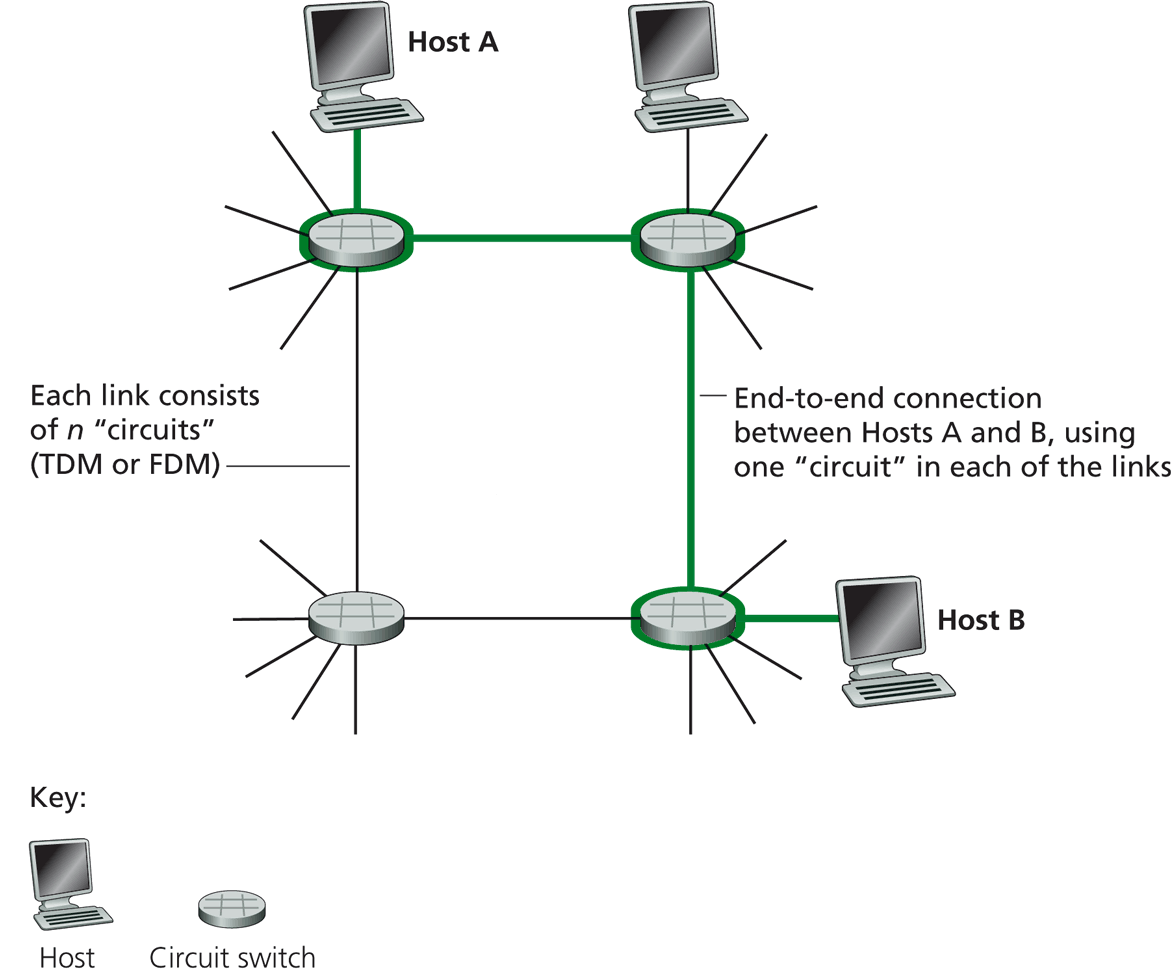 Host A
Each link consists
of n “circuits”
(TDM or FDM)
End-to-end connection
between Hosts A and B, using
one “circuit” in each of the links
Host B
Key:
Host
Circuit switch